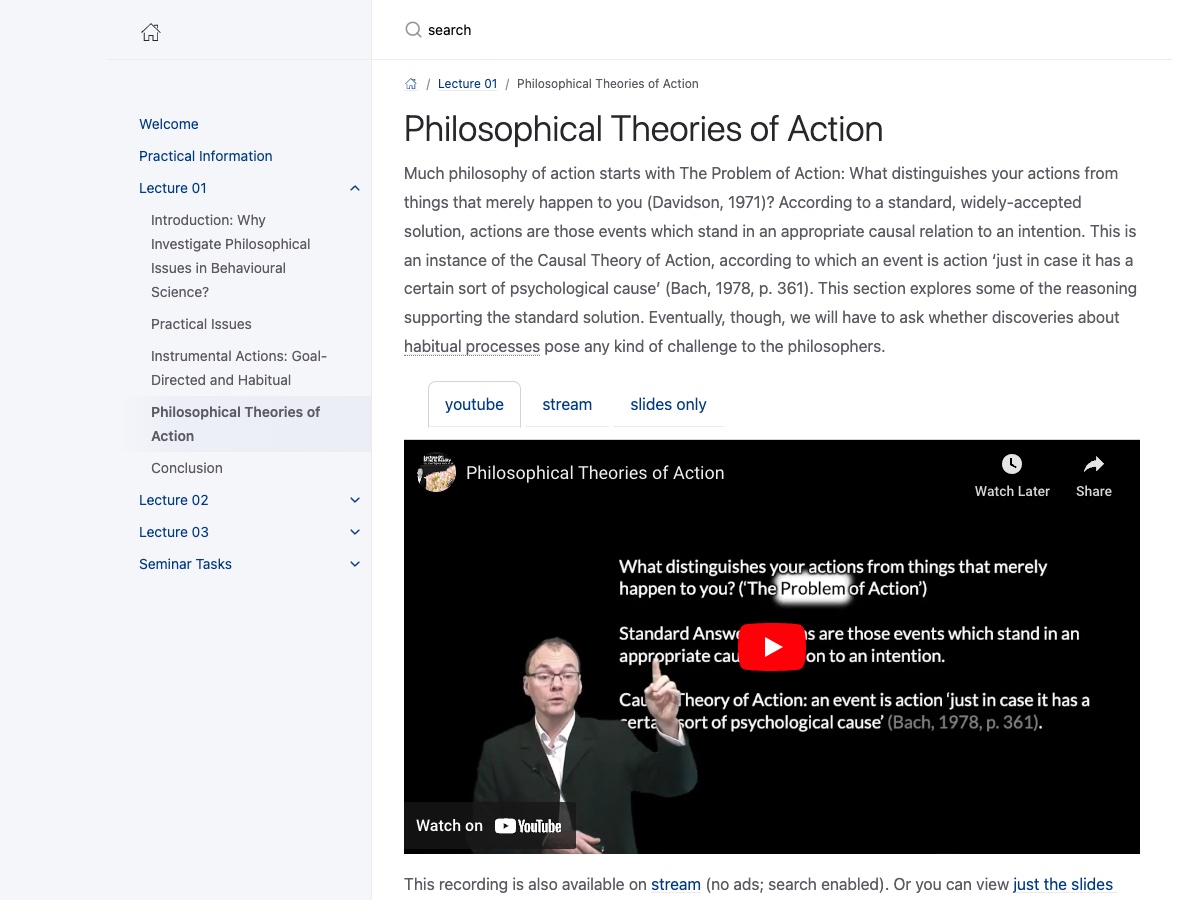 search
/ Lecture 01 / Philosophical Theories of Action
Welcome
Practical Information
Lecture 01
Introduction: Why
Investigate Philosophical
Issues in Behavioural
Science?
Practical Issues
Instrumental Actions: Goal-
Directed and Habitual
Philosophical Theories of
Action
Conclusion
Lecture 02
Lecture 03
Seminar Tasks
Philosophical Theories of Action
Much philosophy of action starts with The Problem of Action: What distinguishes your actions from
things that merely happen to you (Davidson, 1971)? According to a standard, widely-accepted
solution, actions are those events which stand in an appropriate causal relation to an intention. This is
an instance of the Causal Theory of Action, according to which an event is action ‘just in case it has a
certain sort of psychological cause’ (Bach, 1978, p. 361). This section explores some of the reasoning
supporting the standard solution. Eventually, though, we will have to ask whether discoveries about
habitual processes pose any kind of challenge to the philosophers.
youtube stream slides only
Philosophical Theories of Action
Watch Later Share
What distinguishes your actions from things that merely
happen to you? (‘The Problem of Action’)
Standard are those events which stand in an
appropriate to an intention.
Theory of Action: an event is action ‘just in case it has a
sort of psychological cause’ (Bach, 1978, p. 361).
Watch on YouTube
This recording is also available on stream (no ads; search enabled). Or you can view just the slides